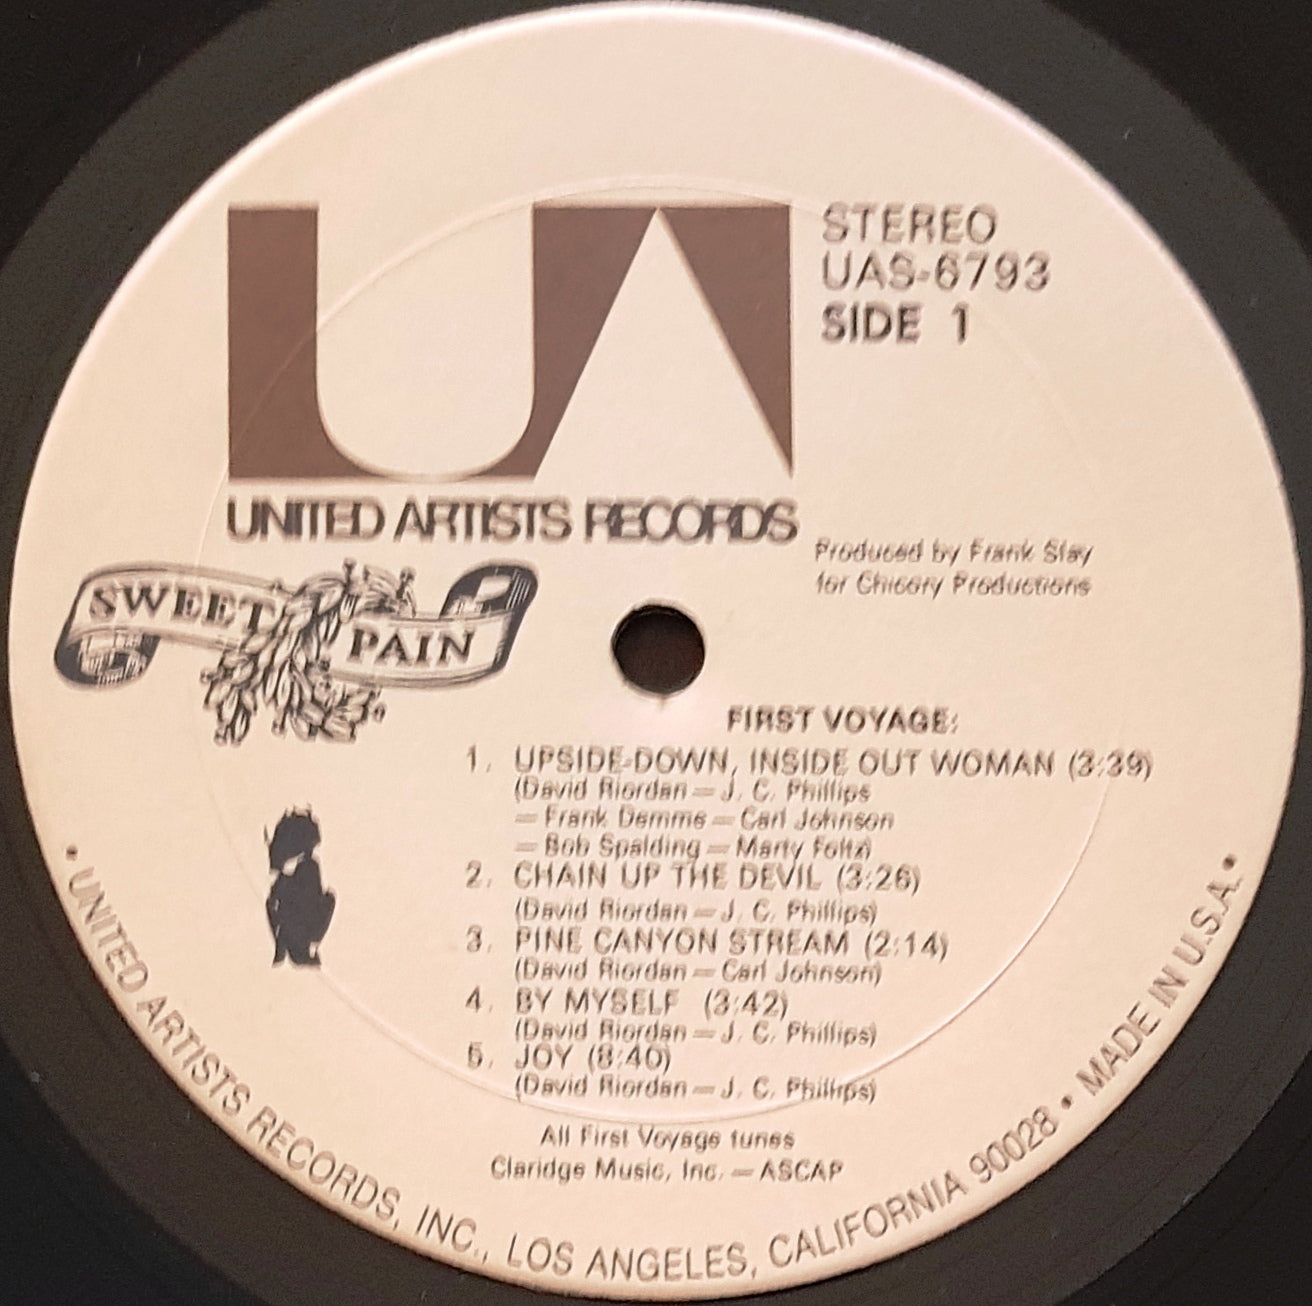 UA
STEREO
UAS-6793
SIDE 1
UNITED ARTISTS RECORDS
Produced by Frank Slay
for Chicory Productions
SWEET PAIN
FIRST VOYAGE:
1. UPSIDE-DOWN, INSIDE OUT WOMAN (3:39)
(David Riordan — J. C. Phillips
— Frank Demme — Carl Johnson
— Bob Spalding — Marty Foltz)
2. CHAIN UP THE DEVIL (3:26)
(David Riordan — J. C. Phillips)
3. PINE CANYON STREAM (2:14)
(David Riordan — Carl Johnson)
4. BY MYSELF (3:42)
(David Riordan — J. C. Phillips)
5. JOY (8:40)
(David Riordan — J. C. Phillips)
All First Voyage tunes
Claridge Music, Inc. — ASCAP
• UNITED ARTISTS RECORDS, INC., LOS ANGELES, CALIFORNIA 90028 • MADE IN U.S.A. •